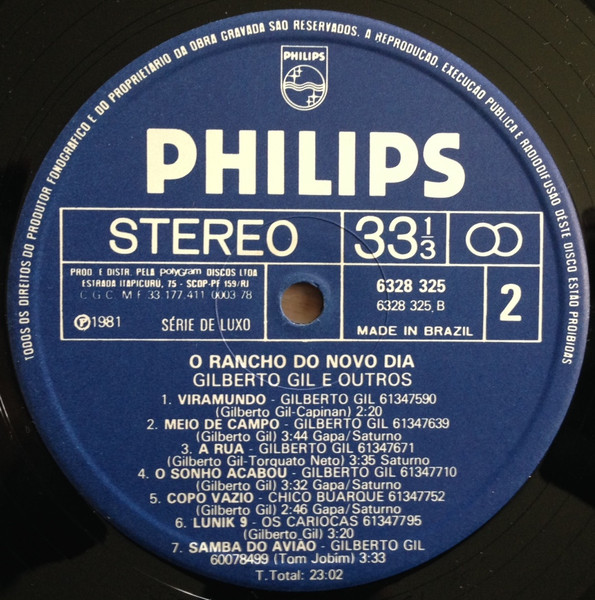 TODOS OS DIREITOS DO PRODUTOR FONOGRÁFICO E DO PROPRIETÁRIO DA OBRA GRAVADA SÃO RESERVADOS. A REPRODUÇÃO, EXECUÇÃO PÚBLICA E RADIODIFUSÃO DÊSTE DISCO ESTÃO PROIBIDAS
PHILIPS
PHILIPS
STEREO 33 1/3
PROD. E DISTR. PELA polyGram DISCOS LTDA
ESTRADA ITAPICURÚ, 75 - SCDP-PF 159/RJ
C G C M F 33.177.411 0003 78
℗1981 SÉRIE DE LUXO
6328 325
6328 325.B
MADE IN BRAZIL
2
O RANCHO DO NOVO DIA
GILBERTO GIL E OUTROS
1. VIRAMUNDO - GILBERTO GIL 61347590
(Gilberto Gil-Capinan) 2:20
2. MEIO DE CAMPO - GILBERTO GIL 61347639
(Gilberto Gil) 3:44 Gapa/Saturno
3. A RUA - GILBERTO GIL 61347671
(Gilberto Gil-Torquato Neto) 3:35 Saturno
4. O SONHO ACABOU - GILBERTO GIL 61347710
(Gilberto Gil) 3:32 Gapa/Saturno
5. COPO VAZIO - CHICO BUARQUE 61347752
(Gilberto Gil) 2:46 Gapa/Saturno
6. LUNIK 9 - OS CARIOCAS 61347795
(Gilberto Gil) 3:20
7. SAMBA DO AVIÃO - GILBERTO GIL
60078499 (Tom Jobim) 3:33
T. Total: 23:02